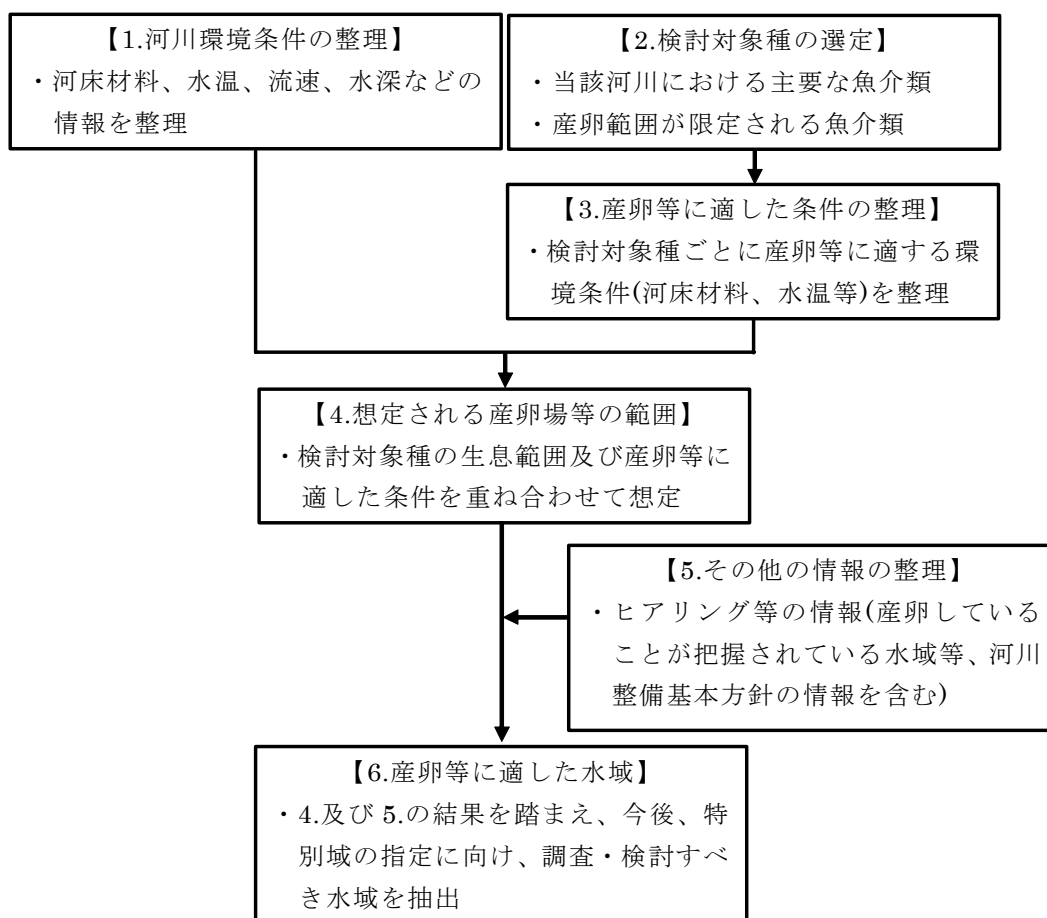 【1.河川環境条件の整理】
・河床材料、水温、流速、水深などの
情報を整理
【2.検討対象種の選定】
・当該河川における主要な魚介類
・産卵範囲が限定される魚介類
【3.産卵等に適した条件の整理】
・検討対象種ごとに産卵等に適する環
境条件(河床材料、水温等)を整理
【4.想定される産卵場等の範囲】
・検討対象種の生息範囲及び産卵等に
適した条件を重ね合わせて想定
【5.その他の情報の整理】
・ヒアリング等の情報(産卵している
ことが把握されている水域等、河川
整備基本方針の情報を含む)
【6.産卵等に適した水域】
・4.及び 5.の結果を踏まえ、今後、特
別域の指定に向け、調査・検討すべ
き水域を抽出